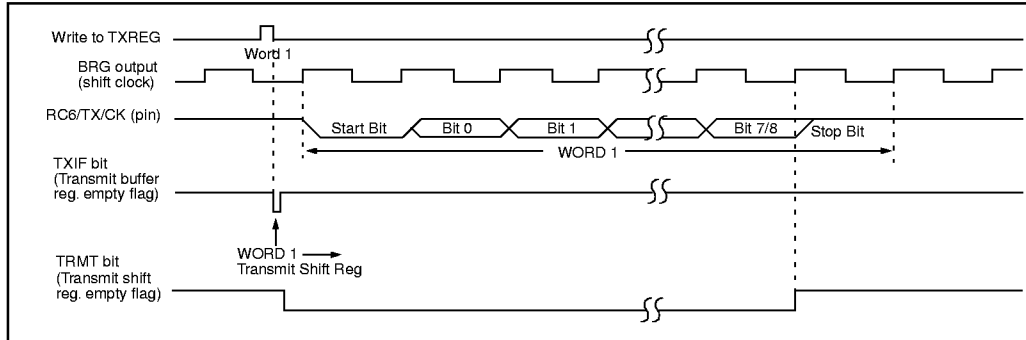 Write to TXREG
Word 1
BRG output
(shift clock)
RC6/TX/CK (pin)
Start Bit
Bit 0
Bit 1
Bit 7/8
Stop Bit
WORD 1
TXIF bit
(Transmit buffer
reg. empty flag)
WORD 1
Transmit Shift Reg
TRMT bit
(Transmit shift
reg. empty flag)